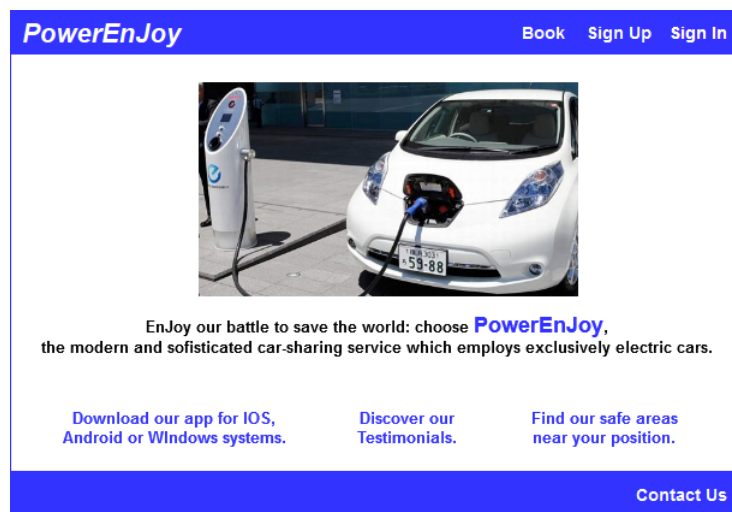 PowerEnJoy
Book Sign Up Sign In
59-88
EnJoy our battle to save the world: choose PowerEnJoy,
the modern and sofisticated car-sharing service which employs exclusively electric cars.
Download our app for IOS,
Android or WIndows systems.
Discover our
Testimonials.
Find our safe areas
near your position.
Contact Us